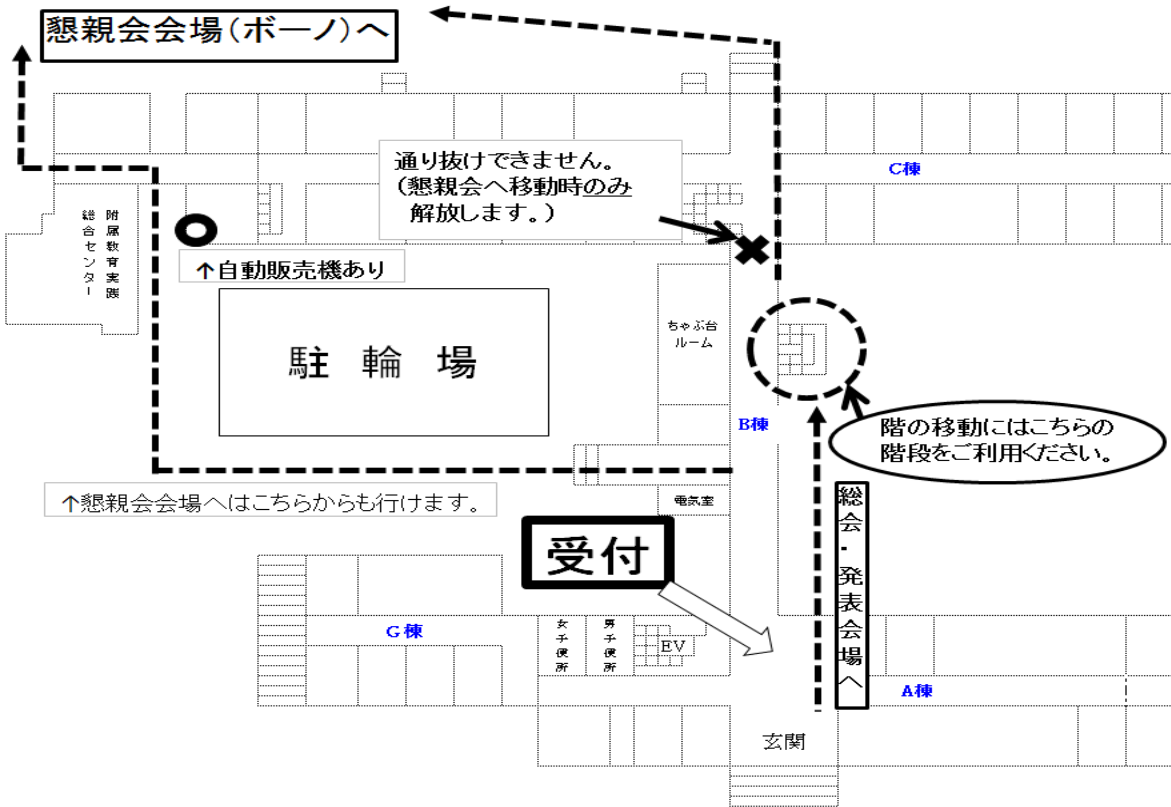 懇親会会場(ボーノ)へ
通り抜けできません。
(懇親会へ移動時のみ
解放します。)
C棟
附属教育実践
総合センター
↑自動販売機あり
駐輪場
ちゃぶ台
ルーム
B棟
階の移動にはこちらの
階段をご利用ください。
↑懇親会会場へはこちらからも行けます。
電気室
受付
総会・発表会場へ
G棟
女子便所
男子便所
EV
A棟
玄関